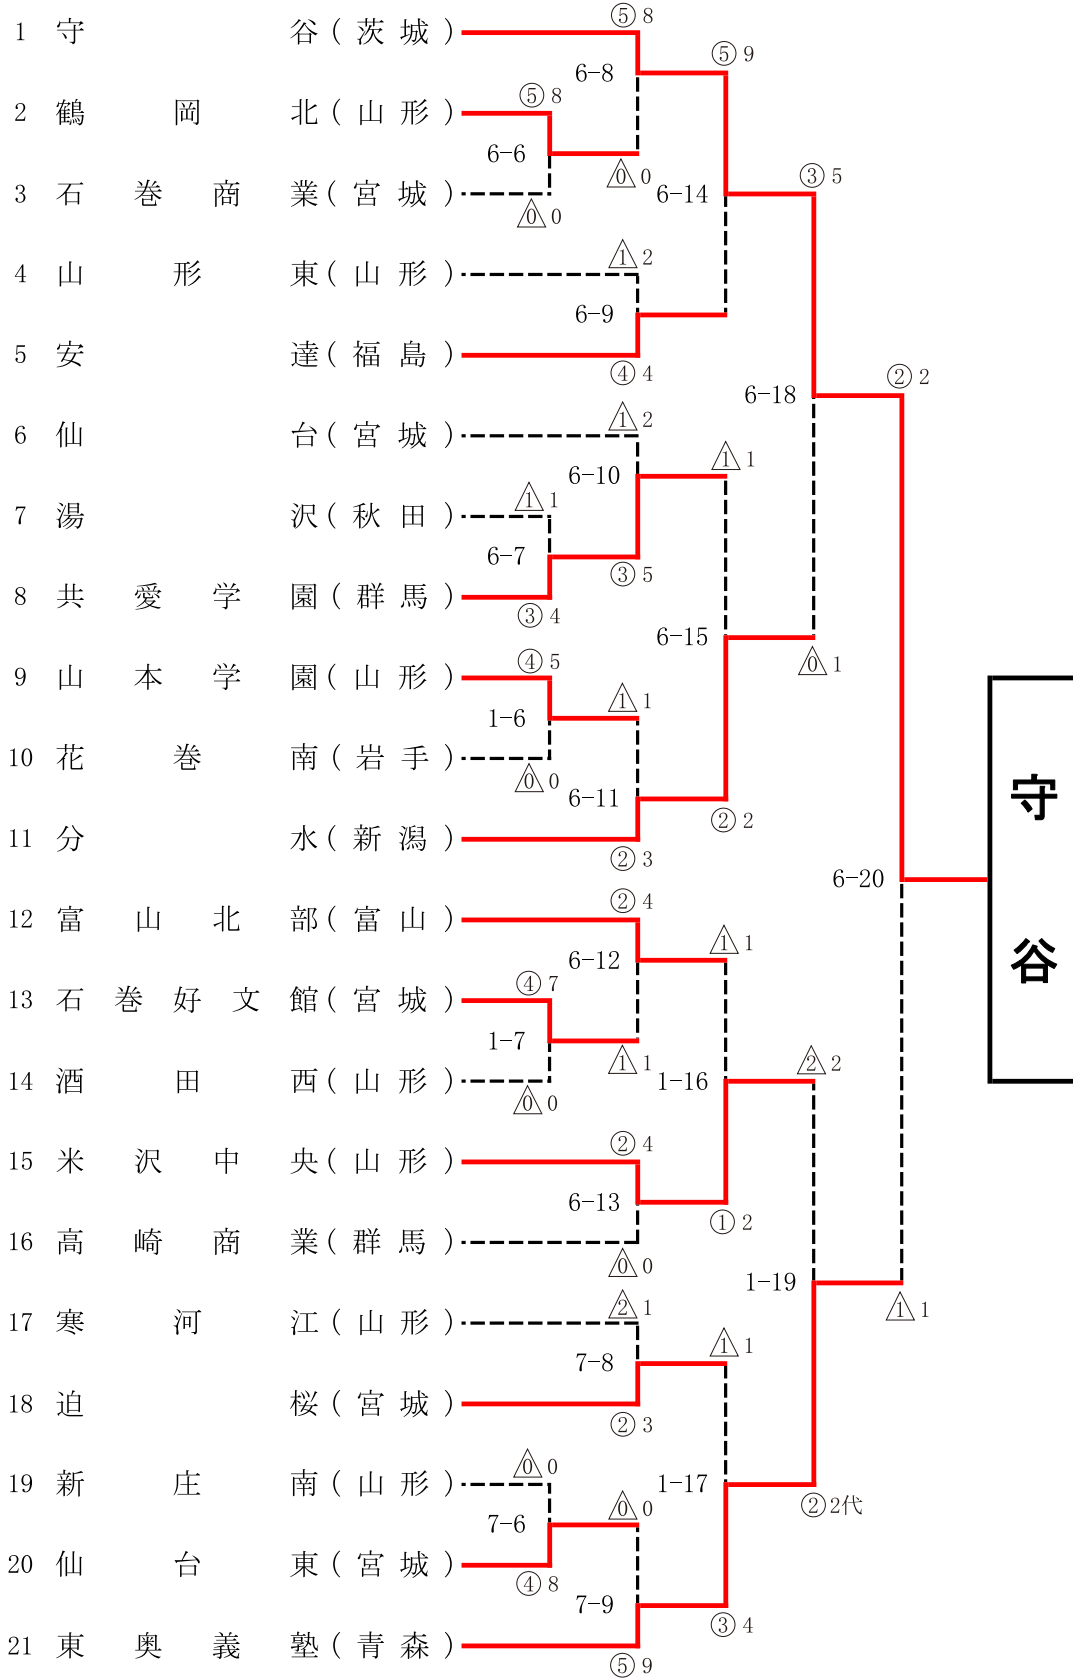 ⑤8
1 守谷(茨城)
⑤9
6-8
⑤8
2 鶴岡北(山形)
6-6
0 0
③5
3 石巻商業(宮城)
6-14
0 0
1 2
4 山形東(山形)
6-9
5 安達(福島)
④4
②2
6-18
1 2
6 仙台(宮城)
1 1
6-10
1 1
7 湯沢(秋田)
6-7
③5
8 共愛学園(群馬)
③4
6-15
④5
0 1
9 山本学園(山形)
1 1
1-6
10 花巻南(岩手)
0 0
守
6-11
②2
11 分水(新潟)
②3
6-20
②4
12 富山北部(富山)
1 1
谷
6-12
④7
13 石巻好文館(宮城)
1-7
1 1
2 2
14 酒田西(山形)
1-16
0 0
②4
15 米沢中央(山形)
6-13
①2
16 高崎商業(群馬)
0 0
1-19
2 1
1 1
17 寒河江(山形)
1 1
7-8
18 迫桜(宮城)
②3
0 0
19 新庄南(山形)
1-17
②2代
0 0
7-6
20 仙台東(宮城)
④8
7-9
③4
21 東奥義塾(青森)
⑤9